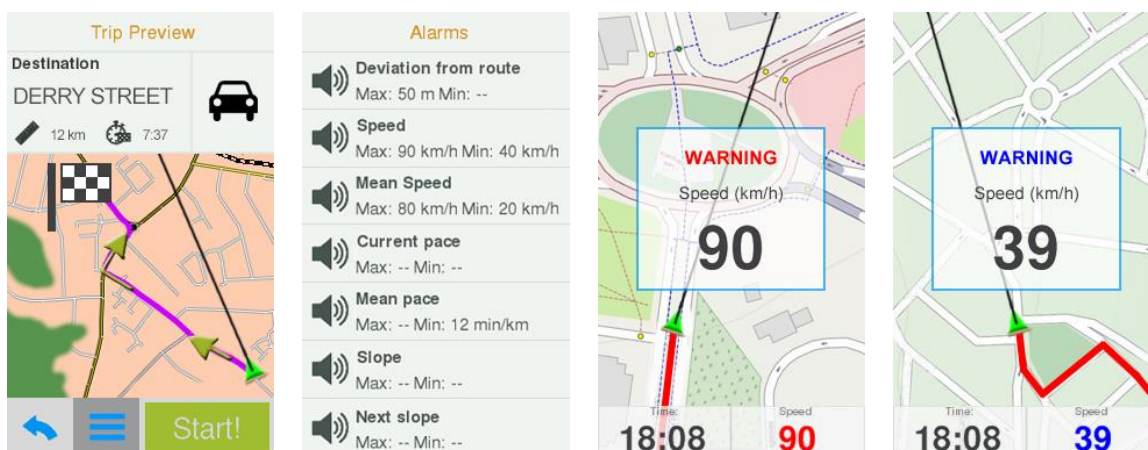 Trip Preview
Destination
DERRY STREET
12 km 7:37
Start!
Alarms
Deviation from route
Max: 50 m Min: --
Speed
Max: 90 km/h Min: 40 km/h
Mean Speed
Max: 80 km/h Min: 20 km/h
Current pace
Max: -- Min: --
Mean pace
Max: -- Min: 12 min/km
Slope
Max: -- Min: --
Next slope
Max: -- Min: --
WARNING
Speed (km/h)
90
Time: Speed
18:08 90
WARNING
Speed (km/h)
39
Time: Speed
18:08 39